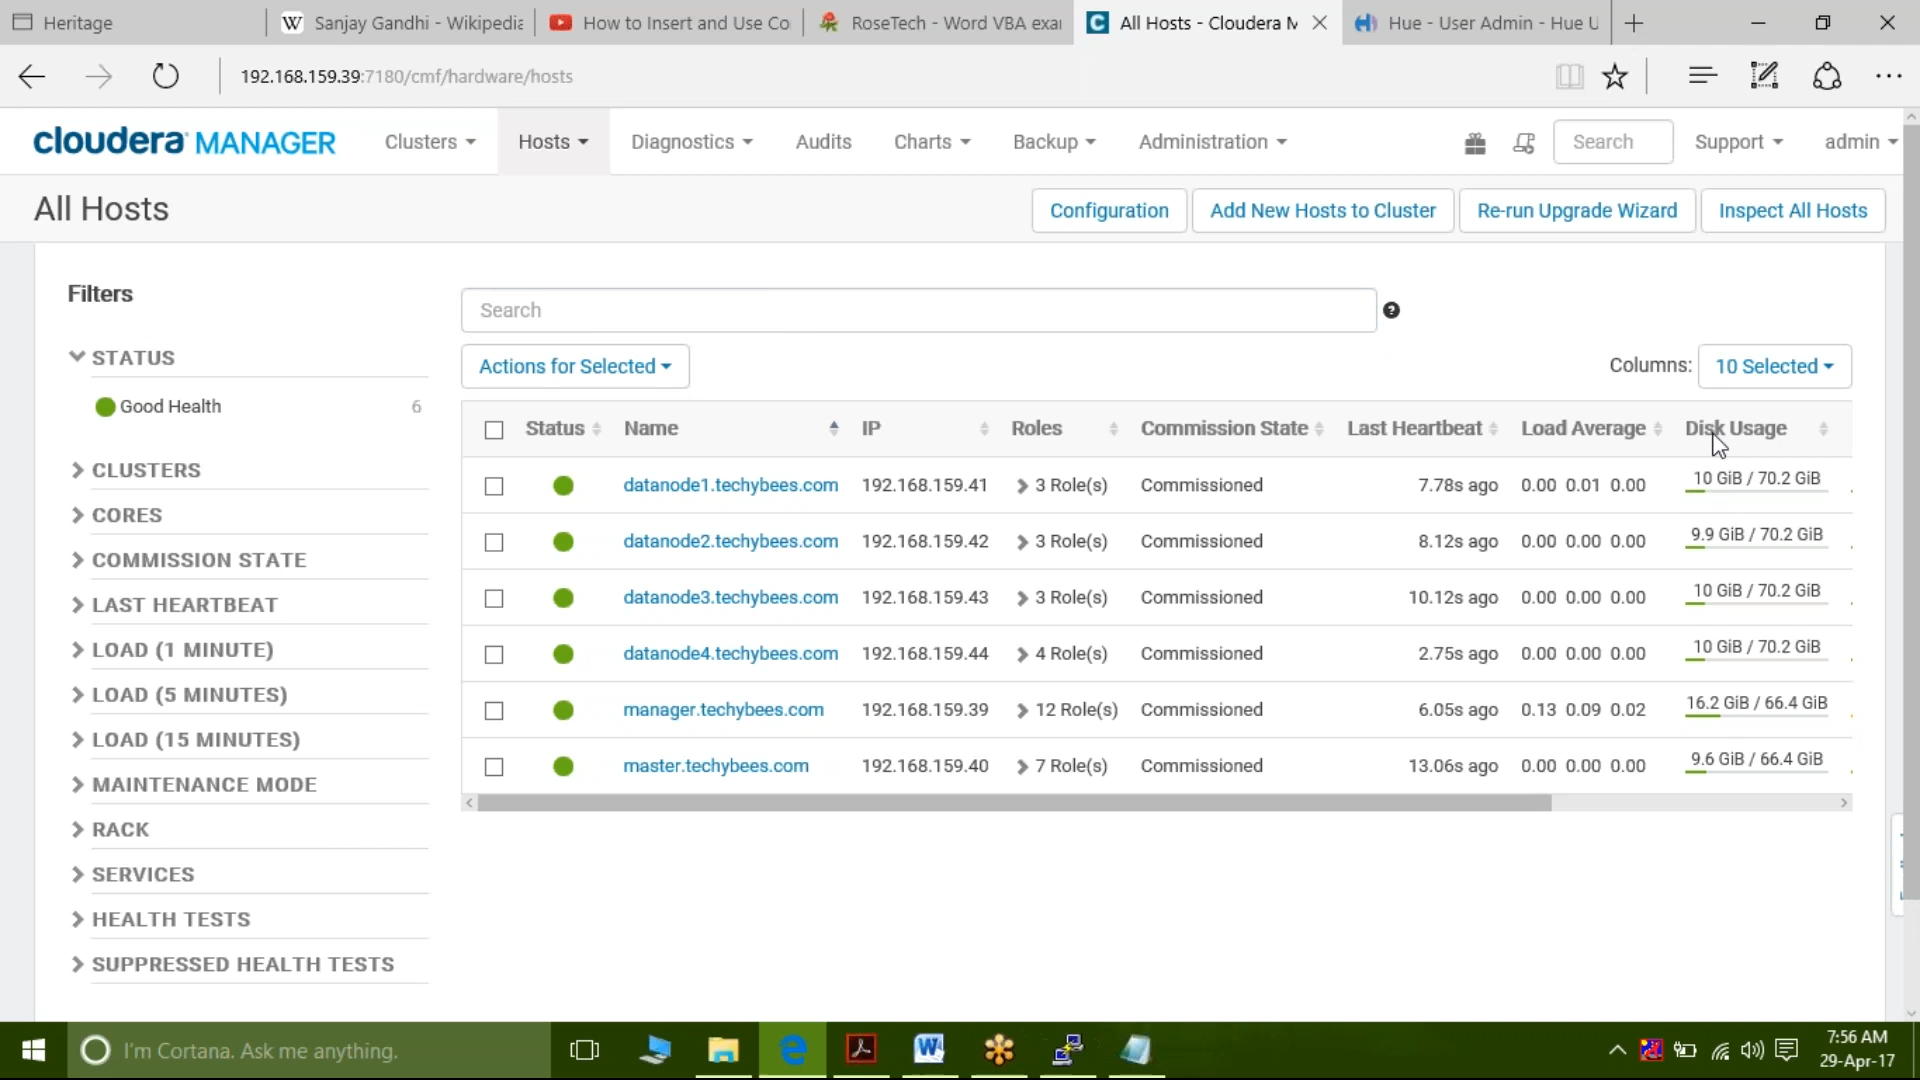 Heritage
Sanjay Gandhi - Wikipedia
How to Insert and Use Co
RoseTech - Word VBA exar
All Hosts - Cloudera M
Hue - User Admin - Hue U
192.168.159.39:7180/cmf/hardware/hosts
cloudera MANAGER
Clusters
Hosts
Diagnostics
Audits
Charts
Backup
Administration
Search
Support
admin
All Hosts
Configuration
Add New Hosts to Cluster
Re-run Upgrade Wizard
Inspect All Hosts
Filters
STATUS
Good Health 6
CLUSTERS
CORES
COMMISSION STATE
LAST HEARTBEAT
LOAD (1 MINUTE)
LOAD (5 MINUTES)
LOAD (15 MINUTES)
MAINTENANCE MODE
RACK
SERVICES
HEALTH TESTS
SUPPRESSED HEALTH TESTS
Search
Actions for Selected
Columns: 10 Selected
Status Name IP Roles Commission State Last Heartbeat Load Average Disk Usage
datanode1.techybees.com 192.168.159.41 3 Role(s) Commissioned 7.78s ago 0.00 0.01 0.00 10 GiB / 70.2 GiB
datanode2.techybees.com 192.168.159.42 3 Role(s) Commissioned 8.12s ago 0.00 0.00 0.00 9.9 GiB / 70.2 GiB
datanode3.techybees.com 192.168.159.43 3 Role(s) Commissioned 10.12s ago 0.00 0.00 0.00 10 GiB / 70.2 GiB
datanode4.techybees.com 192.168.159.44 4 Role(s) Commissioned 2.75s ago 0.00 0.00 0.00 10 GiB / 70.2 GiB
manager.techybees.com 192.168.159.39 12 Role(s) Commissioned 6.05s ago 0.13 0.09 0.02 16.2 GiB / 66.4 GiB
master.techybees.com 192.168.159.40 7 Role(s) Commissioned 13.06s ago 0.00 0.00 0.00 9.6 GiB / 66.4 GiB
I'm Cortana. Ask me anything.
7:56 AM
29-Apr-17